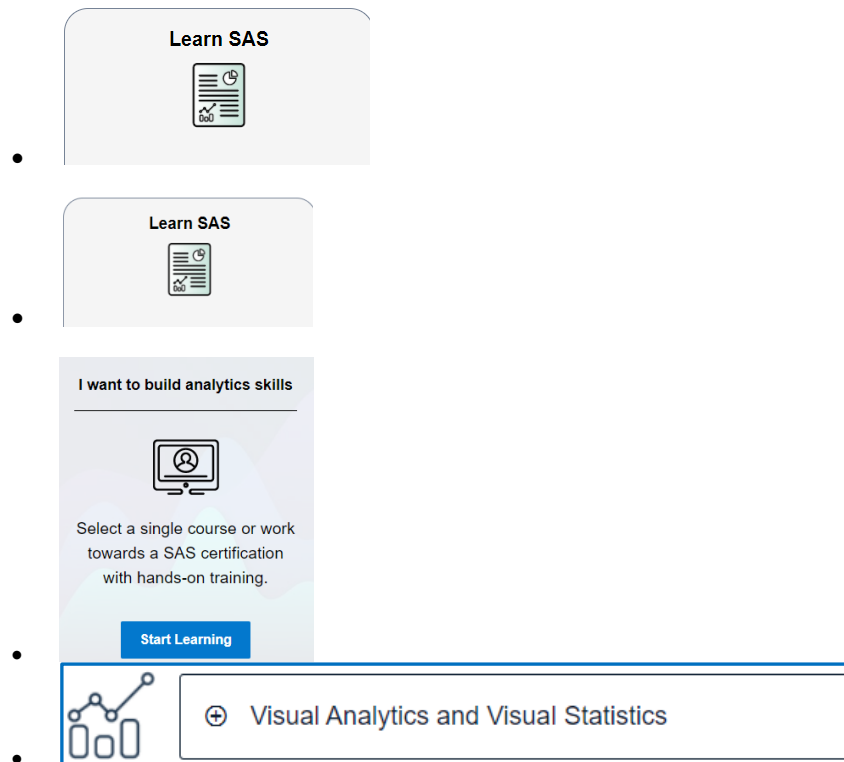 Learn SAS
Learn SAS
I want to build analytics skills
Select a single course or work
towards a SAS certification
with hands-on training.
Start Learning
Visual Analytics and Visual Statistics